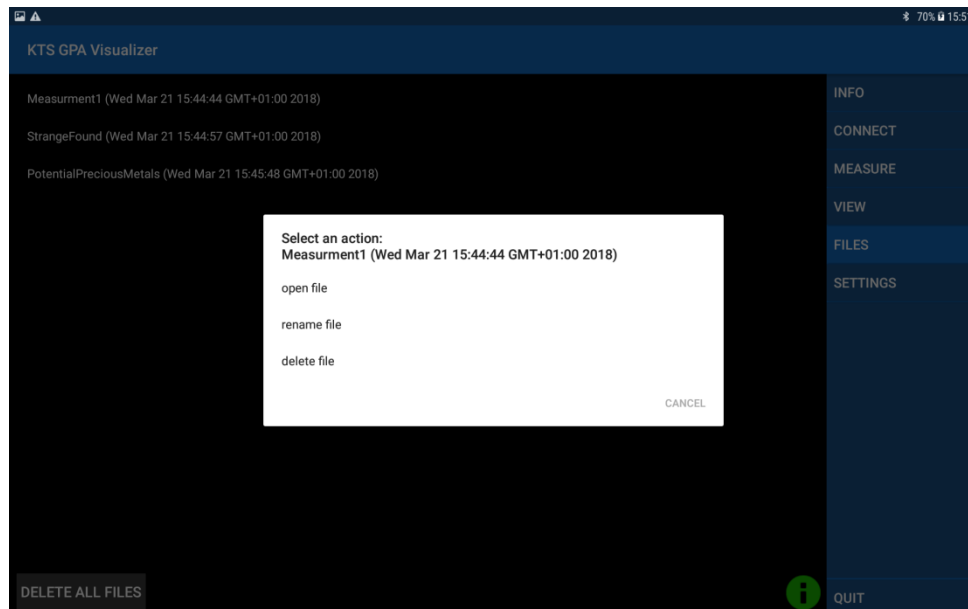 70% 15:5
KTS GPA Visualizer
Measurment1 (Wed Mar 21 15:44:44 GMT+01:00 2018)
StrangeFound (Wed Mar 21 15:44:57 GMT+01:00 2018)
PotentialPreciousMetals (Wed Mar 21 15:45:48 GMT+01:00 2018)
Select an action:
Measurment1 (Wed Mar 21 15:44:44 GMT+01:00 2018)
open file
rename file
delete file
CANCEL
INFO
CONNECT
MEASURE
VIEW
FILES
SETTINGS
DELETE ALL FILES
i
QUIT